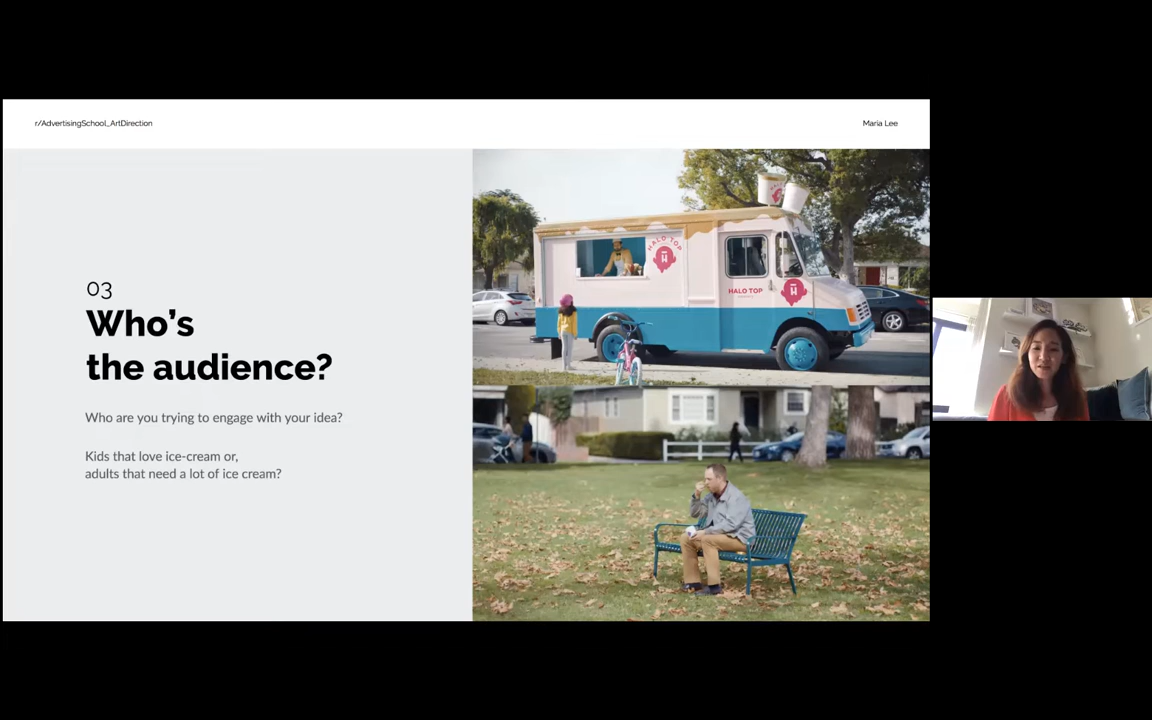 r/AdvertisingSchool_ArtDirection
Maria Lee
03
Who's
the audience?
Who are you trying to engage with your idea?
Kids that love ice-cream or,
adults that need a lot of ice cream?
HALO TOP
HALO TOP